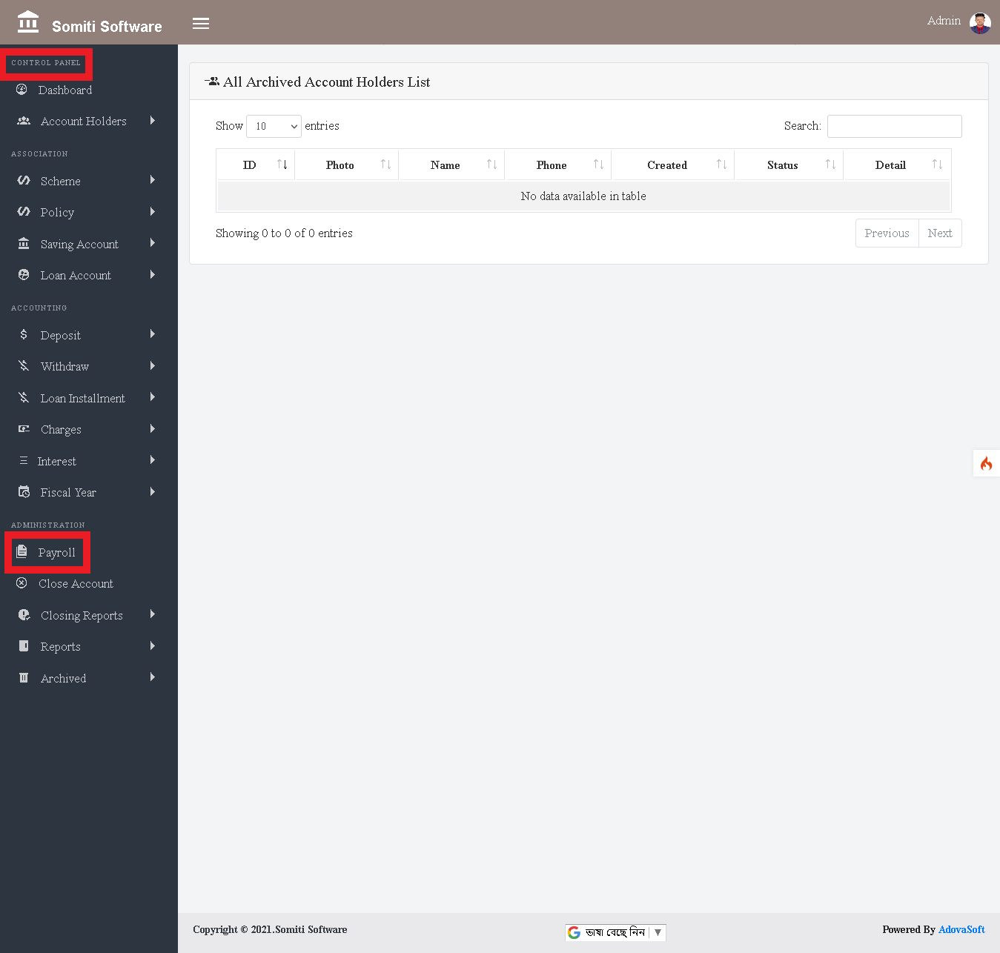 Somiti Software
Admin
CONTROL PANEL
Dashboard
Account Holders
ASSOCIATION
Scheme
Policy
Saving Account
Loan Account
ACCOUNTING
Deposit
Withdraw
Loan Installment
Charges
Interest
Fiscal Year
ADMINISTRATION
Payroll
Close Account
Closing Reports
Reports
Archived
All Archived Account Holders List
Show 10 entries Search:
ID Photo Name Phone Created Status Detail
No data available in table
Showing 0 to 0 of 0 entries Previous Next
Copyright © 2021.Somiti Software ভাষা বেছে নিন ▼ Powered By AdovaSoft